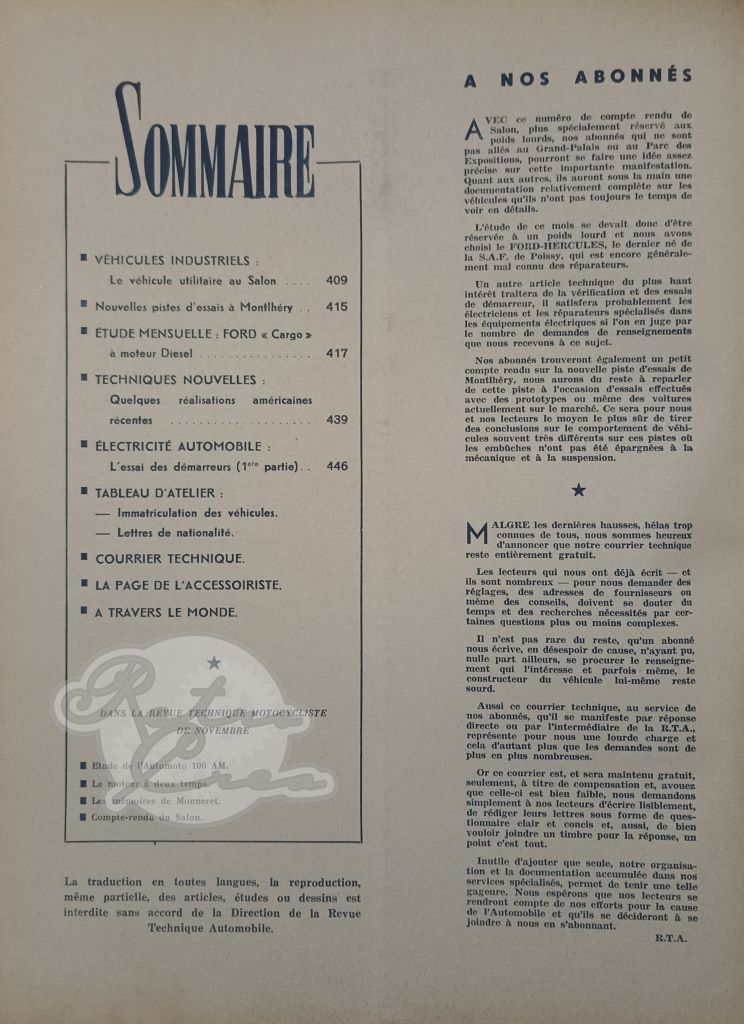 SOMMAIRE
■ VÉHICULES INDUSTRIELS :
Le véhicule utilitaire au Salon .... 409
■ Nouvelles pistes d'essais à Montlhéry .. 415
■ ÉTUDE MENSUELLE : FORD « Cargo »
à moteur Diesel ................ 417
■ TECHNIQUES NOUVELLES :
Quelques réalisations américaines
récentes .................... 439
■ ÉLECTRICITÉ AUTOMOBILE :
L'essai des démarreurs (1ere partie) .. 446
■ TABLEAU D'ATELIER :
— Immatriculation des véhicules.
— Lettres de nationalité.
■ COURRIER TECHNIQUE.
■ LA PAGE DE L'ACCESSOIRISTE.
■ A TRAVERS LE MONDE.
★
DANS LA REVUE TECHNIQUE MOTOCYCLISTE
DE NOVEMBRE
■ Etude de l'Automoto 100 AM.
■ Le moteur à deux temps.
■ Les mémoires de Monneret.
■ Compte-rendu du Salon.
La traduction en toutes langues, la reproduction,
même partielle, des articles, études ou dessins est
interdite sans accord de la Direction de la Revue
Technique Automobile.
A NOS ABONNÉS
AVEC ce numéro de compte rendu de
Salon, plus spécialement réservé aux
poids lourds, nos abonnés qui ne sont
pas allés au Grand-Palais ou au Parc des
Expositions, pourront se faire une idée assez
précise sur cette importante manifestation.
Quant aux autres, ils auront sous la main une
documentation relativement complète sur les
véhicules qu'ils n'ont pas toujours le temps de
voir en détails.
L'étude de ce mois se devait donc d'être
réservée à un poids lourd et nous avons
choisi le FORD-HERCULES, le dernier né de
la S.A.F. de Poissy, qui est encore générale-
ment mal connu des réparateurs.
Un autre article technique du plus haut
intérêt traitera de la vérification et des essais
de démarreur, il satisfera probablement les
électriciens et les réparateurs spécialisés dans
les équipements électriques si l'on en juge par
le nombre de demandes de renseignements
que nous recevons à ce sujet.
Nos abonnés trouveront également un petit
compte rendu sur la nouvelle piste d'essais de
Montlhéry, nous aurons du reste à reparler
de cette piste à l'occasion d'essais effectués
avec des prototypes ou même des voitures
actuellement sur le marché. Ce sera pour nous
et nos lecteurs le moyen le plus sûr de tirer
des conclusions sur le comportement de véhi-
cules souvent très différents sur ces pistes où
les embûches n'ont pas été épargnées à la
mécanique et à la suspension.
★
MALGRE les dernières hausses, hélas trop
connues de tous, nous sommes heureux
d'annoncer que notre courrier technique
reste entièrement gratuit.
Les lecteurs qui nous ont déjà écrit — et
ils sont nombreux — pour nous demander des
réglages, des adresses de fournisseurs ou
même des conseils, doivent se douter du
temps et des recherches nécessités par cer-
taines questions plus ou moins complexes.
Il n'est pas rare du reste, qu'un abonné
nous écrive, en désespoir de cause, n'ayant pu,
nulle part ailleurs, se procurer le renseigne-
ment qui l'intéresse et parfois même, le
constructeur du véhicule lui-même reste
sourd.
Aussi ce courrier technique, au service de
nos abonnés, qu'il se manifeste par réponse
directe ou par l'intermédiaire de la R.T.A.,
représente pour nous une lourde charge et
cela d'autant plus que les demandes sont de
plus en plus nombreuses.
Or ce courrier est, et sera maintenu gratuit,
seulement, à titre de compensation et, avouez
que celle-ci est bien faible, nous demandons
simplement à nos lecteurs d'écrire lisiblement,
de rédiger leurs lettres sous forme de ques-
tionnaire clair et concis et, aussi, de bien
vouloir joindre un timbre pour la réponse, un
point c'est tout.
Inutile d'ajouter que seule, notre organisa-
tion et la documentation accumulée dans nos
services spécialisés, permet de tenir une telle
gageure. Nous espérons que nos lecteurs se
rendront compte de nos efforts pour la cause
de l'Automobile et qu'ils se décideront à se
joindre à nous en s'abonnant.
R.T.A.